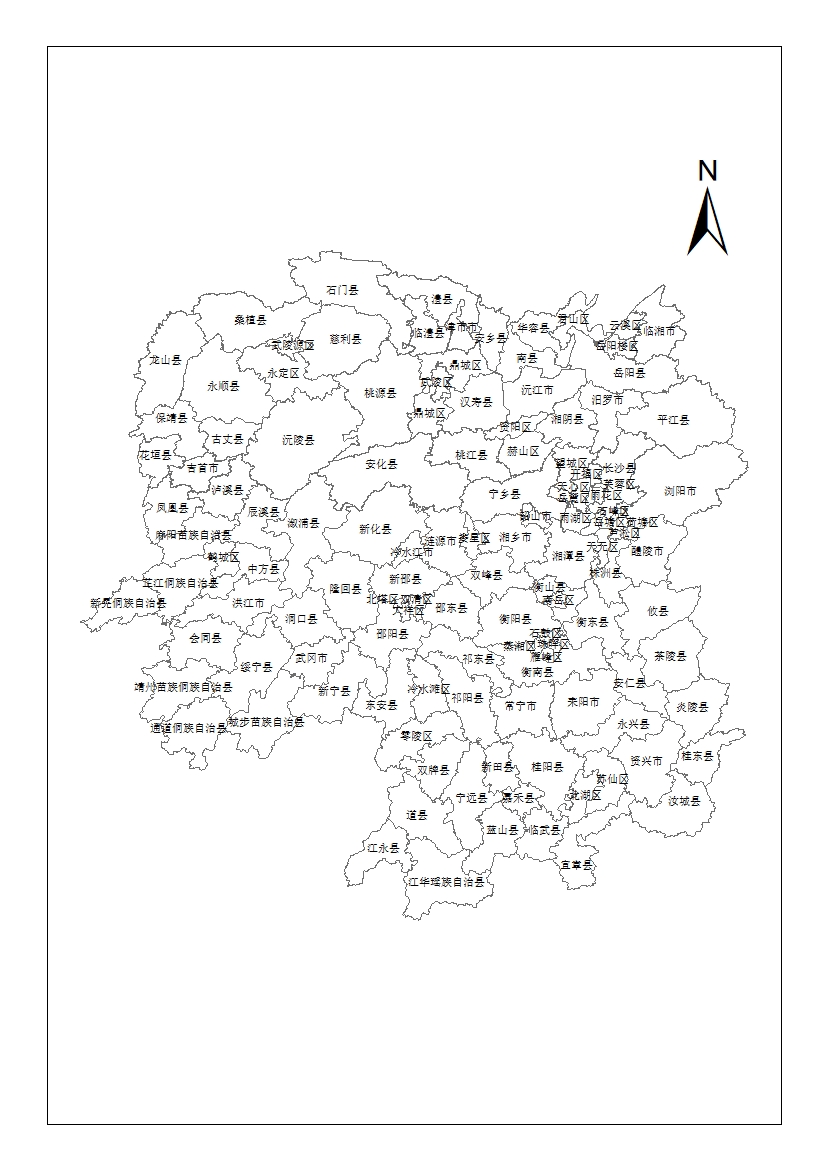 N
石门县
澧县
桑植县
华容县
君山区
云溪区
临湘市
临澧县
津市市
安乡县
慈利县
武陵源区
岳阳楼区
龙山县
南县
鼎城区
永定区
岳阳县
永顺县
武陵区
桃源县
沅江市
汨罗市
汉寿县
鼎城区
保靖县
湘阴县
平江县
资阳区
古丈县
沅陵县
花垣县
桃江县
赫山区
安化县
望城区
长沙县
吉首市
开福区
芙蓉区
浏阳市
泸溪县
天心区
宁乡县
岳麓区
雨花区
凤凰县
辰溪县
石峰区
韶山市
雨湖区
溆浦县
岳塘区
荷塘区
新化县
麻阳苗族自治县
芦淞区
涟源市
娄星区
湘乡市
天元区
冷水江市
醴陵市
鹤城区
湘潭县
中方县
株洲县
双峰县
新邵县
芷江侗族自治县
衡山县
隆回县
新晃侗族自治县
洪江市
北塔区
双清区
南岳区
大祥区
邵东县
攸县
洞口县
衡阳县
衡东县
邵阳县
石鼓区
会同县
蒸湘区
珠晖区
武冈市
祁东县
雁峰区
茶陵县
绥宁县
衡南县
安仁县
靖州苗族侗族自治县
新宁县
冷水滩区
祁阳县
东安县
常宁市
耒阳市
炎陵县
城步苗族自治县
永兴县
通道侗族自治县
零陵区
桂东县
资兴市
双牌县
新田县
桂阳县
苏仙区
北湖区
宁远县
嘉禾县
汝城县
道县
蓝山县
临武县
江永县
宜章县
江华瑶族自治县